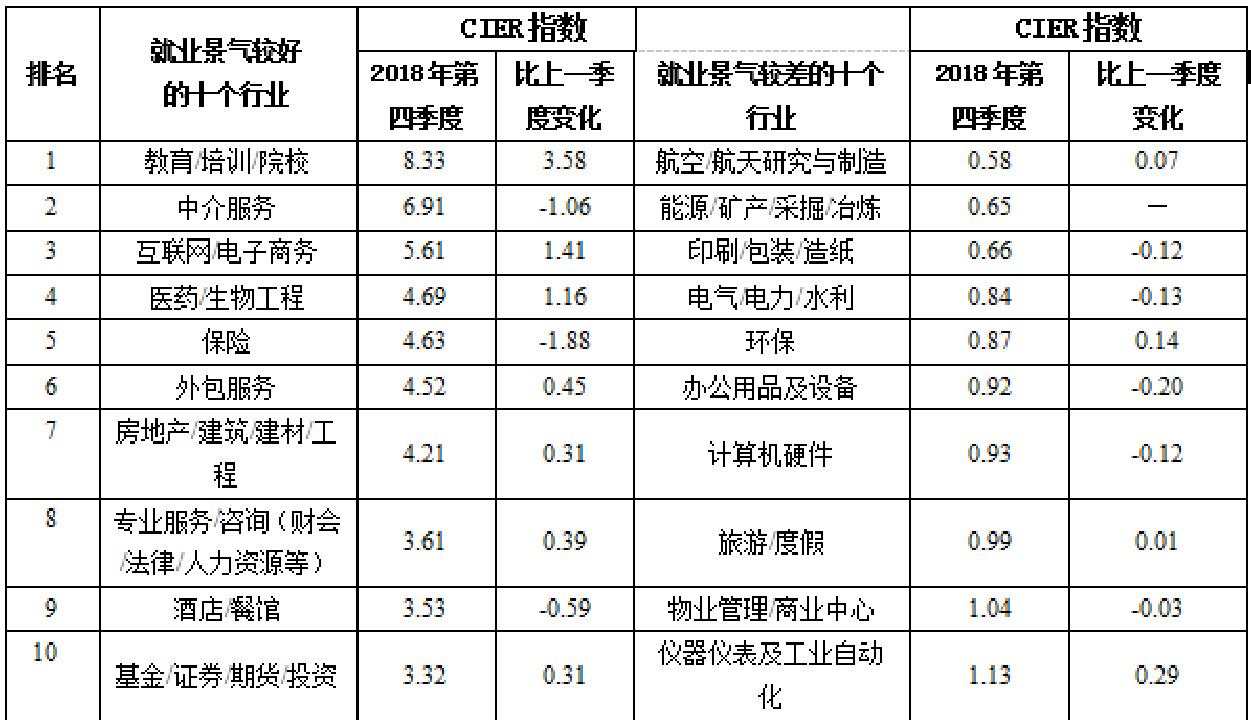 排名 就业景气较好的十个行业 CIER指数 就业景气较差的十个行业 CIER指数
2018年第四季度 比上一季度变化 2018年第四季度 比上一季度变化
1 教育/培训/院校 8.33 3.58 航空/航天研究与制造 0.58 0.07
2 中介服务 6.91 -1.06 能源/矿产/采掘/冶炼 0.65 —
3 互联网/电子商务 5.61 1.41 印刷/包装/造纸 0.66 -0.12
4 医药/生物工程 4.69 1.16 电气/电力/水利 0.84 -0.13
5 保险 4.63 -1.88 环保 0.87 0.14
6 外包服务 4.52 0.45 办公用品及设备 0.92 -0.20
7 房地产/建筑/建材/工程 4.21 0.31 计算机硬件 0.93 -0.12
8 专业服务/咨询（财会/法律/人力资源等） 3.61 0.39 旅游/度假 0.99 0.01
9 酒店/餐馆 3.53 -0.59 物业管理/商业中心 1.04 -0.03
10 基金/证券/期货/投资 3.32 0.31 仪器仪表及工业自动化 1.13 0.29